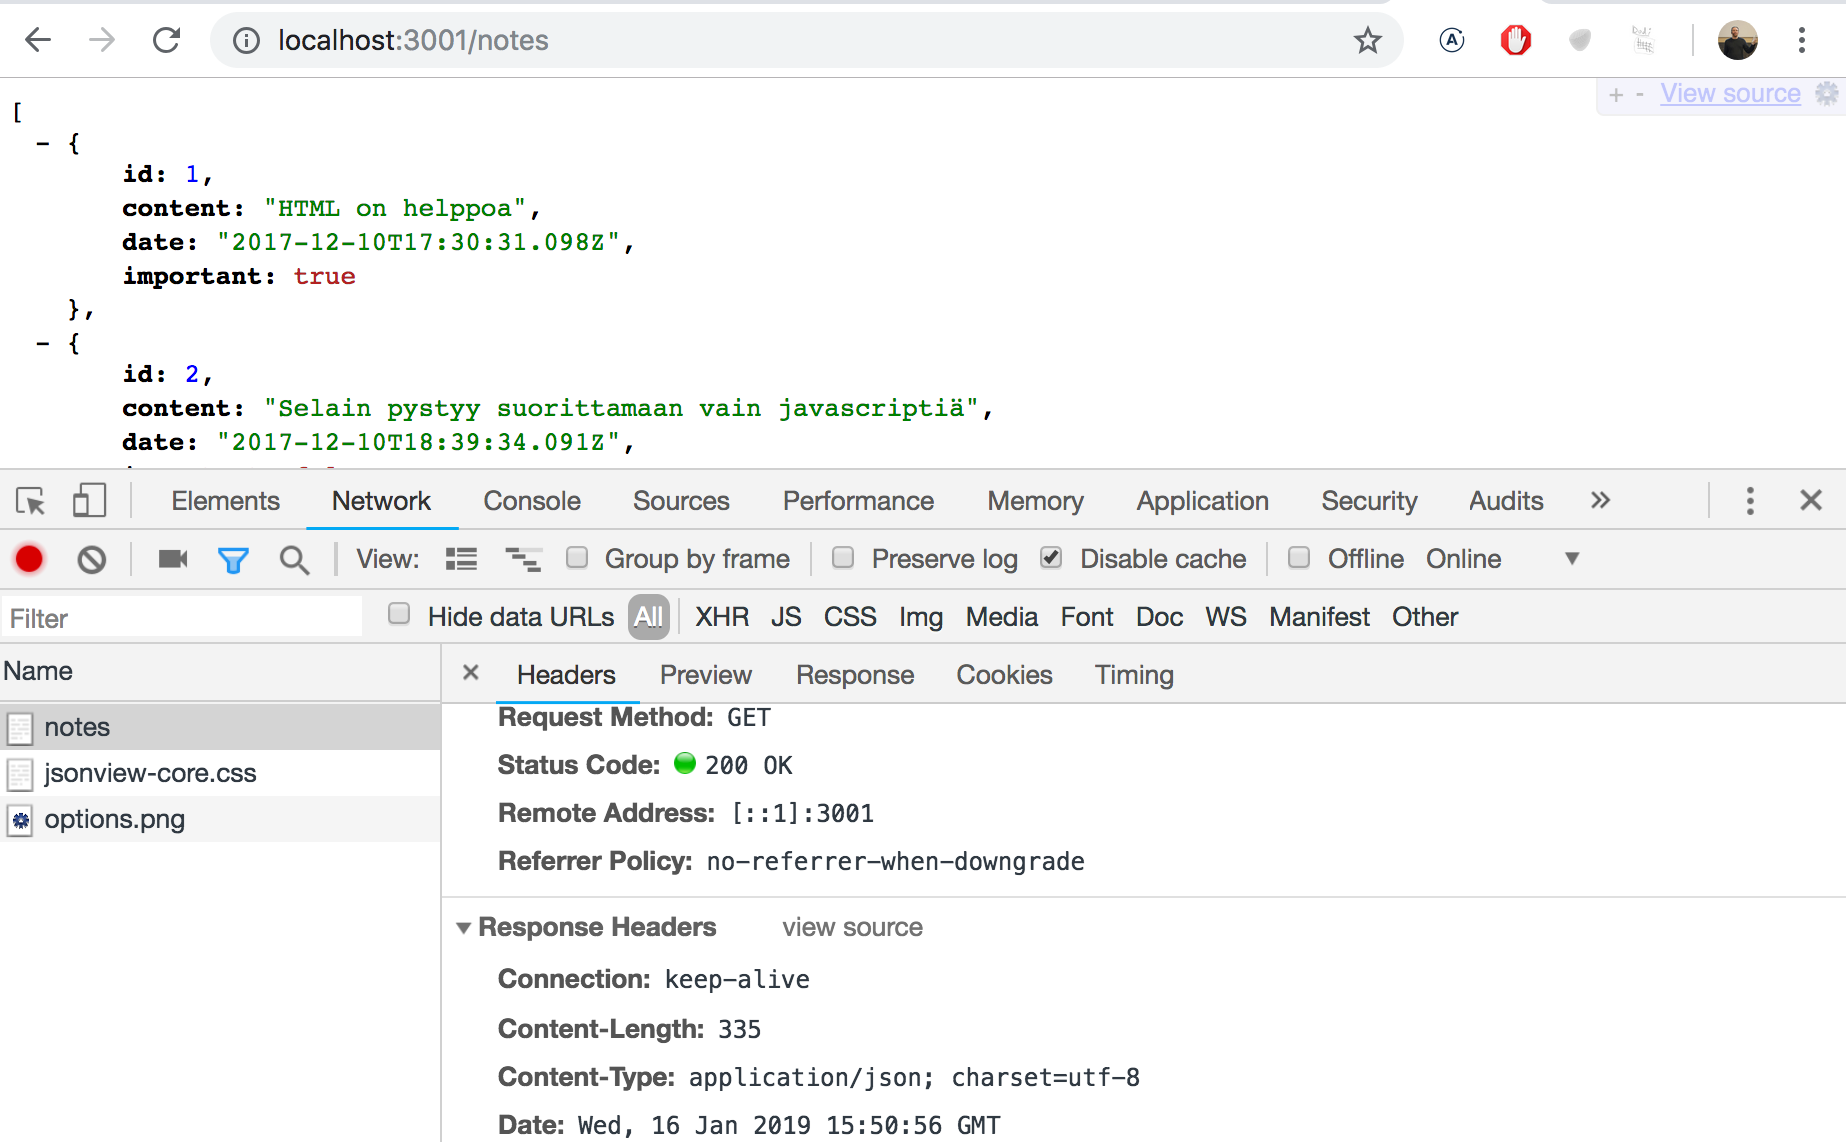 localhost:3001/notes
+ - View source
[
- {
id: 1,
content: "HTML on helppoa",
date: "2017-12-10T17:30:31.098Z",
important: true
},
- {
id: 2,
content: "Selain pystyy suorittamaan vain javascriptiä",
date: "2017-12-10T18:39:34.091Z",
Elements Network Console Sources Performance Memory Application Security Audits »
View: Group by frame Preserve log Disable cache Offline Online
Filter Hide data URLs All XHR JS CSS Img Media Font Doc WS Manifest Other
Name
notes
jsonview-core.css
options.png
× Headers Preview Response Cookies Timing
Request Method: GET
Status Code: 200 OK
Remote Address: [::1]:3001
Referrer Policy: no-referrer-when-downgrade
Response Headers view source
Connection: keep-alive
Content-Length: 335
Content-Type: application/json; charset=utf-8
Date: Wed, 16 Jan 2019 15:50:56 GMT